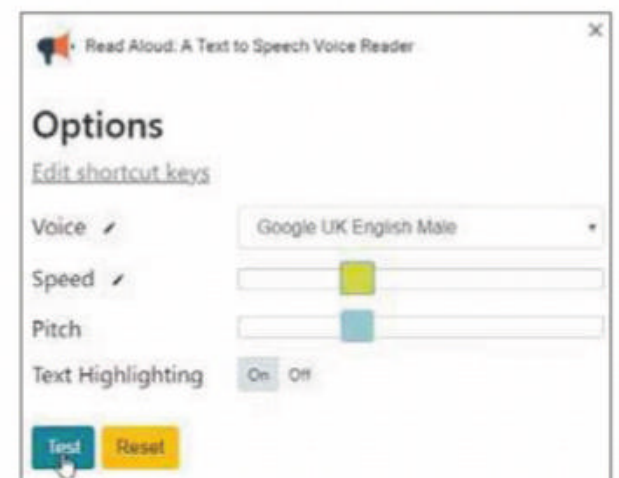 Read Aloud: A Text to Speech Voice Reader
Options
Edit shortcut keys
Voice
Google UK English Male
Speed
Pitch
Text Highlighting On Off
Test Reset